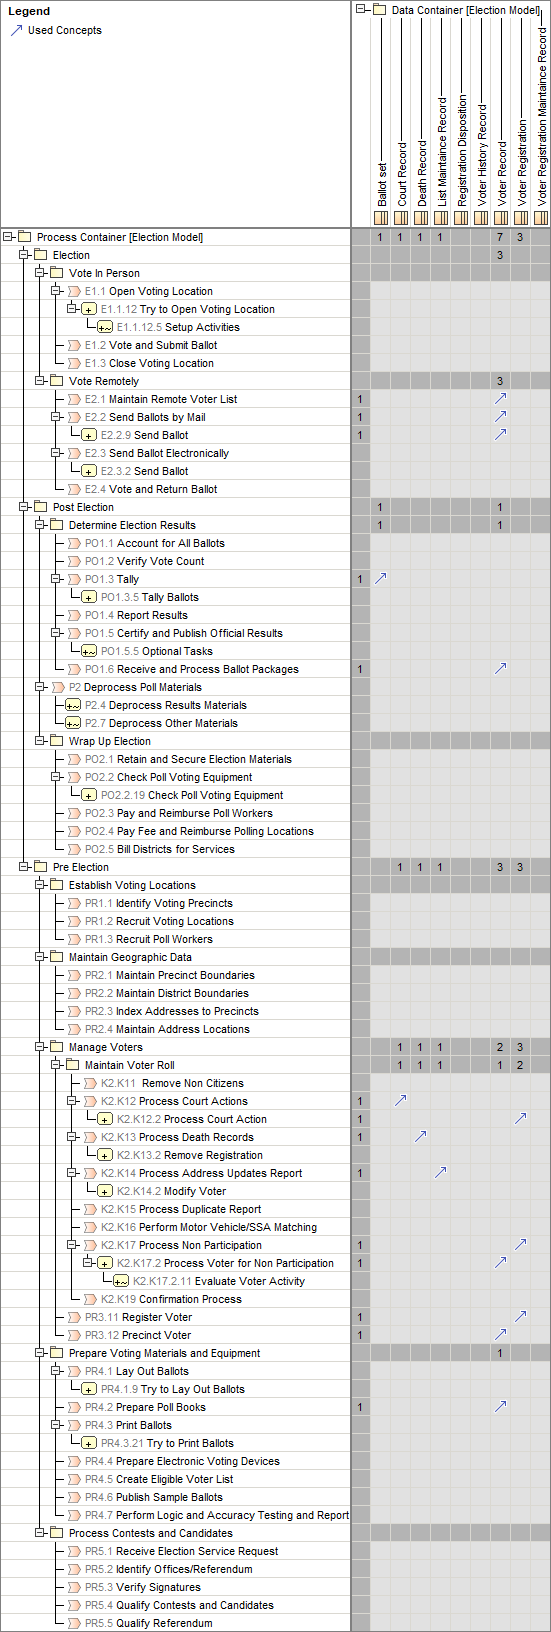 Legend
Used Concepts
Data Container [Election Model]
Ballot set
Court Record
Death Record
List Maintaince Record
Registration Disposition
Voter History Record
Voter Record
Voter Registration
Voter Registration Maintaince Record
Process Container [Election Model] 1 1 1 1 7 3
Election 3
Vote In Person
E1.1 Open Voting Location
E1.1.12 Try to Open Voting Location
E1.1.12.5 Setup Activities
E1.2 Vote and Submit Ballot
E1.3 Close Voting Location
Vote Remotely 3
E2.1 Maintain Remote Voter List 1
E2.2 Send Ballots by Mail 1
E2.2.9 Send Ballot 1
E2.3 Send Ballot Electronically
E2.3.2 Send Ballot
E2.4 Vote and Return Ballot
Post Election 1 1
Determine Election Results 1 1
PO1.1 Account for All Ballots
PO1.2 Verify Vote Count
PO1.3 Tally 1
PO1.3.5 Tally Ballots
PO1.4 Report Results
PO1.5 Certify and Publish Official Results
PO1.5.5 Optional Tasks
PO1.6 Receive and Process Ballot Packages 1
P2 Deprocess Poll Materials
P2.4 Deprocess Results Materials
P2.7 Deprocess Other Materials
Wrap Up Election
PO2.1 Retain and Secure Election Materials
PO2.2 Check Poll Voting Equipment
PO2.2.19 Check Poll Voting Equipment
PO2.3 Pay and Reimburse Poll Workers
PO2.4 Pay Fee and Reimburse Polling Locations
PO2.5 Bill Districts for Services
Pre Election 1 1 1 3 3
Establish Voting Locations
PR1.1 Identify Voting Precincts
PR1.2 Recruit Voting Locations
PR1.3 Recruit Poll Workers
Maintain Geographic Data
PR2.1 Maintain Precinct Boundaries
PR2.2 Maintain District Boundaries
PR2.3 Index Addresses to Precincts
PR2.4 Maintain Address Locations
Manage Voters 1 1 1 2 3
Maintain Voter Roll 1 1 1 1 2
K2.K11 Remove Non Citizens
K2.K12 Process Court Actions 1
K2.K12.2 Process Court Action 1
K2.K13 Process Death Records 1
K2.K13.2 Remove Registration
K2.K14 Process Address Updates Report 1
K2.K14.2 Modify Voter
K2.K15 Process Duplicate Report
K2.K16 Perform Motor Vehicle/SSA Matching
K2.K17 Process Non Participation 1
K2.K17.2 Process Voter for Non Participation 1
K2.K17.2.11 Evaluate Voter Activity
K2.K19 Confirmation Process
PR3.11 Register Voter 1
PR3.12 Precinct Voter 1
Prepare Voting Materials and Equipment 1
PR4.1 Lay Out Ballots
PR4.1.9 Try to Lay Out Ballots
PR4.2 Prepare Poll Books 1
PR4.3 Print Ballots
PR4.3.21 Try to Print Ballots
PR4.4 Prepare Electronic Voting Devices
PR4.5 Create Eligible Voter List
PR4.6 Publish Sample Ballots
PR4.7 Perform Logic and Accuracy Testing and Report
Process Contests and Candidates
PR5.1 Receive Election Service Request
PR5.2 Identify Offices/Referendum
PR5.3 Verify Signatures
PR5.4 Qualify Contests and Candidates
PR5.5 Qualify Referendum